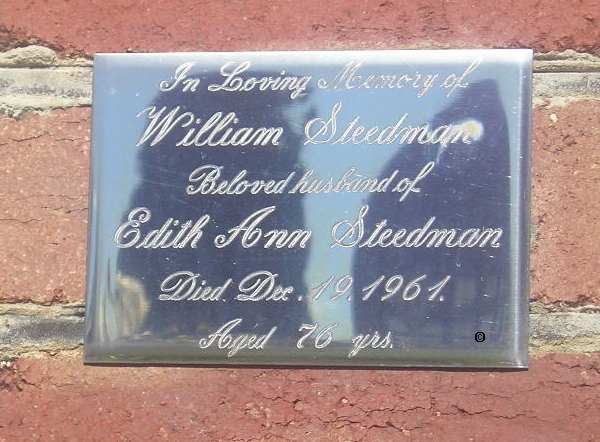 In Loving Memory of
William Steedman
Beloved husband of
Edith Ann Steedman
Died Dec. 19. 1961.
Aged 76 yrs.
©